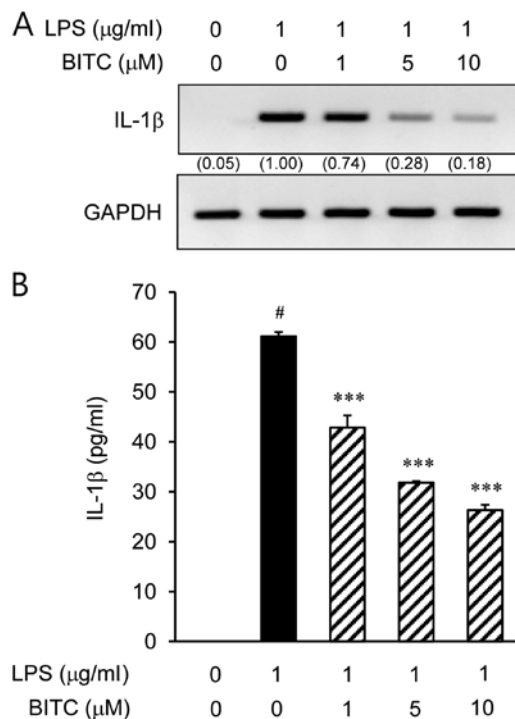 A
LPS (μg/ml) 0 1 1 1 1
BITC (μM) 0 0 1 5 10
IL-1β
(0.05) (1.00) (0.74) (0.28) (0.18)
GAPDH
B
70
60
50
40
30
20
10
0
IL-1β (pg/ml)
#
***
***
***
LPS (μg/ml) 0 1 1 1 1
BITC (μM) 0 0 1 5 10